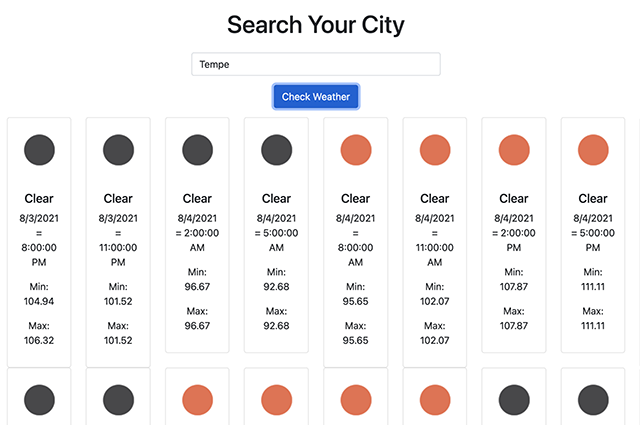 Search Your City
Tempe
Check Weather
Clear
8/3/2021
=
8:00:00
PM
Min:
104.94
Max:
106.32
Clear
8/3/2021
=
11:00:00
PM
Min:
101.52
Max:
101.52
Clear
8/4/2021
= 2:00:00
AM
Min:
96.67
Max:
96.67
Clear
8/4/2021
= 5:00:00
AM
Min:
92.68
Max:
92.68
Clear
8/4/2021
=
8:00:00
AM
Min:
95.65
Max:
95.65
Clear
8/4/2021
=
11:00:00
AM
Min:
102.07
Max:
102.07
Clear
8/4/2021
= 2:00:00
PM
Min:
107.87
Max:
107.87
Clear
8/4/2021
= 5:00:00
PM
Min:
111.11
Max:
111.11